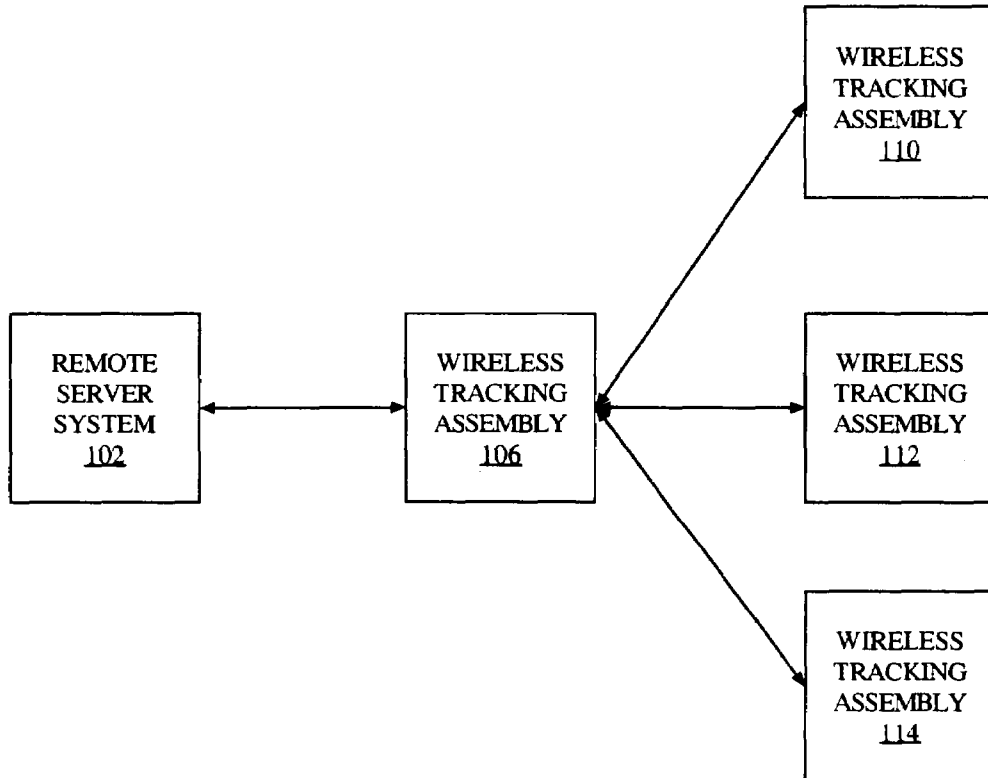 WIRELESS
TRACKING
ASSEMBLY
110
REMOTE
SERVER
SYSTEM
102
WIRELESS
TRACKING
ASSEMBLY
106
WIRELESS
TRACKING
ASSEMBLY
112
WIRELESS
TRACKING
ASSEMBLY
114